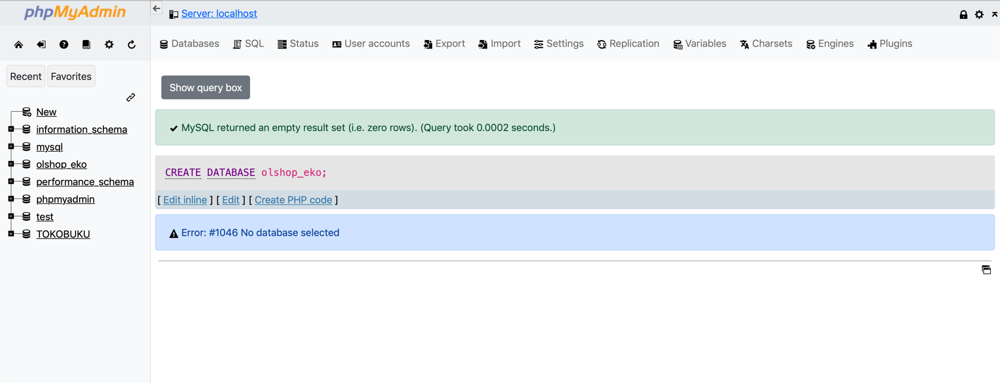 phpMyAdmin
Server: localhost
Databases SQL Status User accounts Export Import Settings Replication Variables Charsets Engines Plugins
Recent Favorites
Show query box
New
information_schema
mysql
olshop_eko
performance_schema
phpmyadmin
test
TOKOBUKU
MySQL returned an empty result set (i.e. zero rows). (Query took 0.0002 seconds.)
CREATE DATABASE olshop_eko;
[ Edit inline ] [ Edit ] [ Create PHP code ]
Error: #1046 No database selected